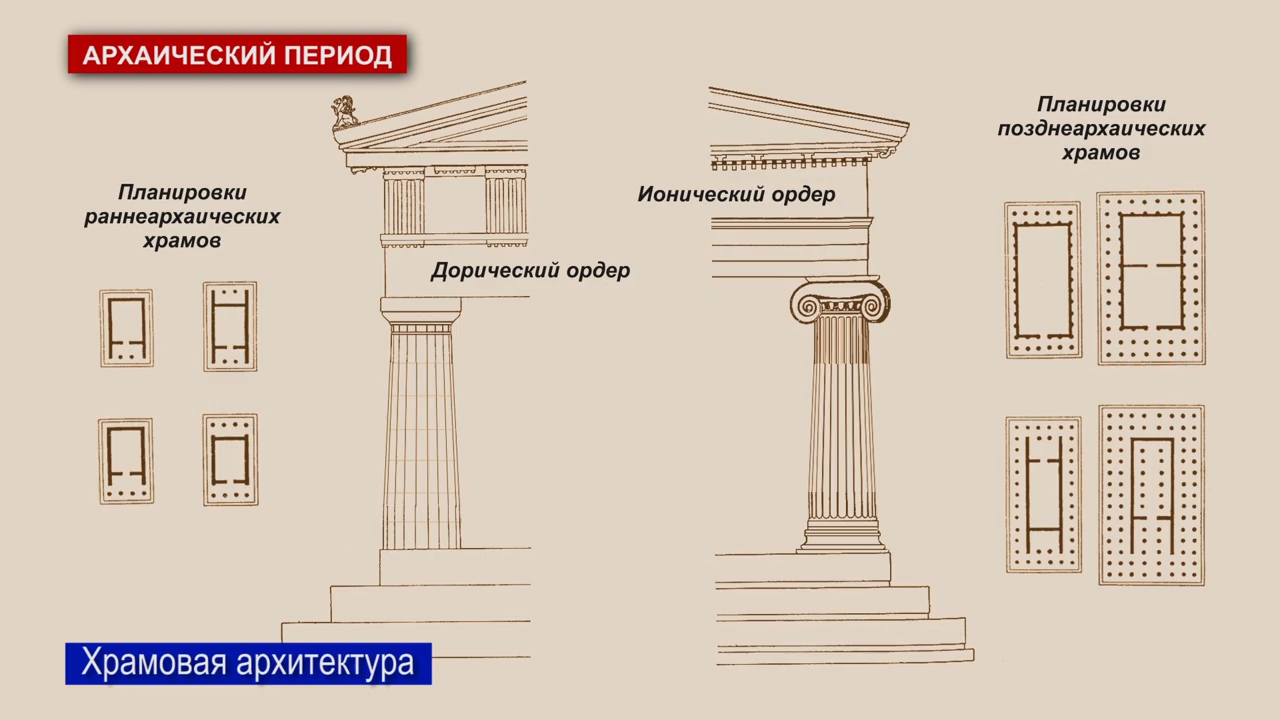 АРХАИЧЕСКИЙ ПЕРИОД
Планировки
раннеархаических
храмов
Дорический ордер
Ионический ордер
Планировки
позднеархаических
храмов
Храмовая архитектура